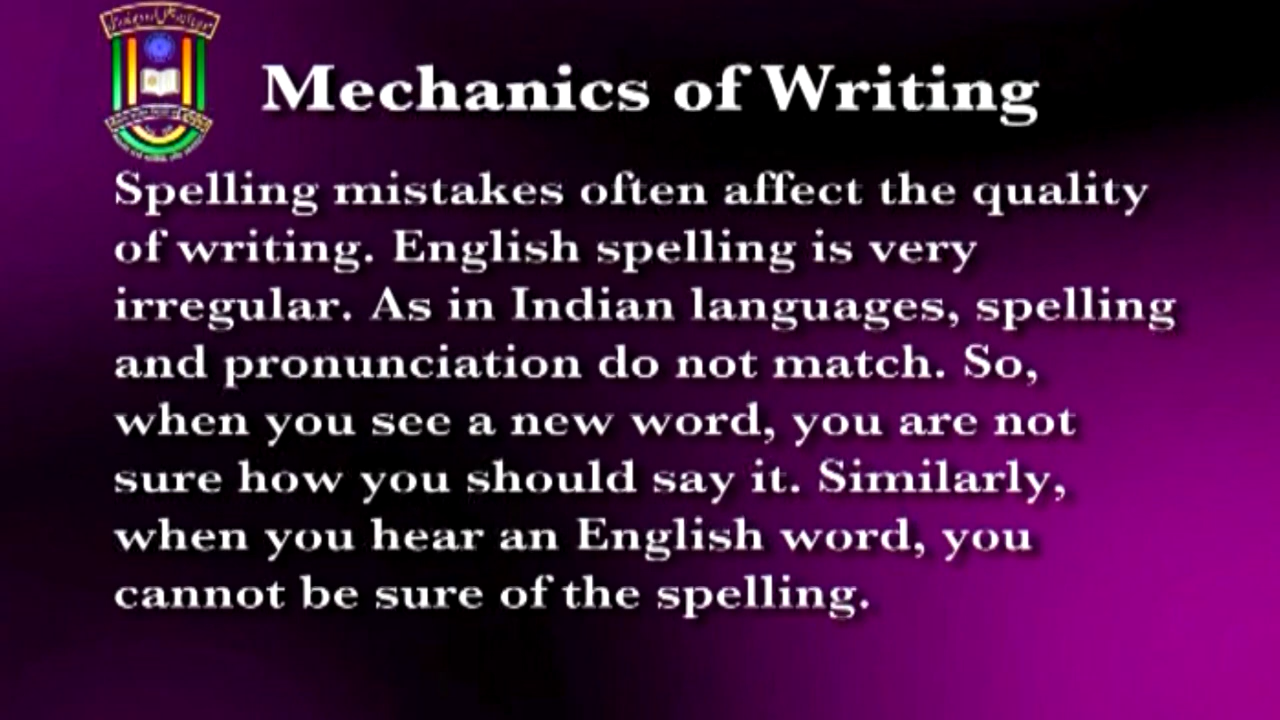 Mechanics of Writing
Spelling mistakes often affect the quality
of writing. English spelling is very
irregular. As in Indian languages, spelling
and pronunciation do not match. So,
when you see a new word, you are not
sure how you should say it. Similarly,
when you hear an English word, you
cannot be sure of the spelling.